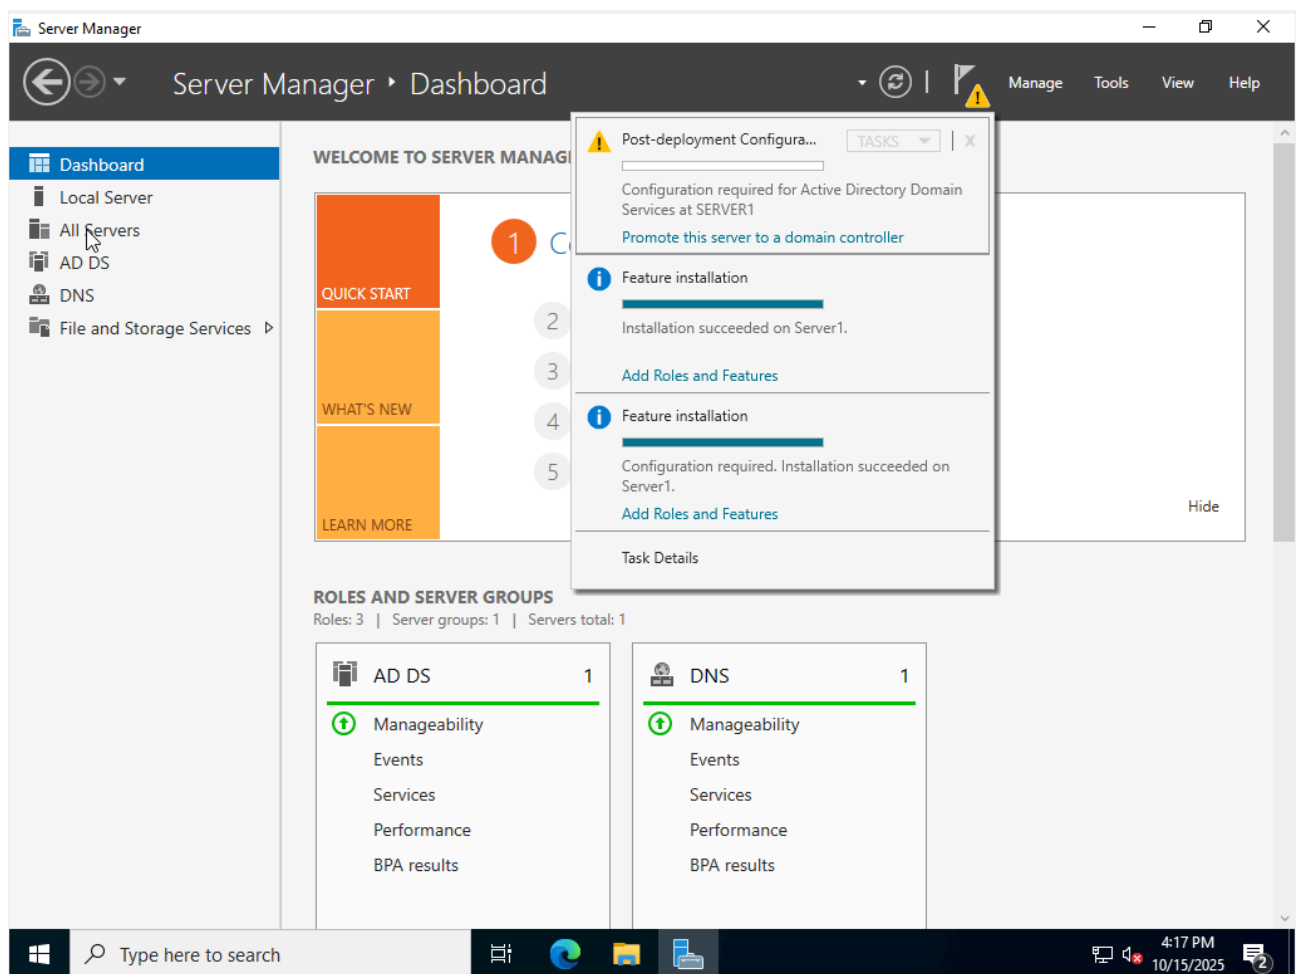 Server Manager
Server Manager ‣ Dashboard
Manage Tools View Help
Dashboard
Local Server
All Servers
AD DS
DNS
File and Storage Services
WELCOME TO SERVER MANAG
QUICK START
WHAT'S NEW
LEARN MORE
1
2
3
4
5
Hide
Post-deployment Configura... TASKS X
Configuration required for Active Directory Domain
Services at SERVER1
Promote this server to a domain controller
Feature installation
Installation succeeded on Server1.
Add Roles and Features
Feature installation
Configuration required. Installation succeeded on
Server1.
Add Roles and Features
Task Details
ROLES AND SERVER GROUPS
Roles: 3 | Server groups: 1 | Servers total: 1
AD DS 1
Manageability
Events
Services
Performance
BPA results
DNS 1
Manageability
Events
Services
Performance
BPA results
Type here to search
4:17 PM
10/15/2025
2